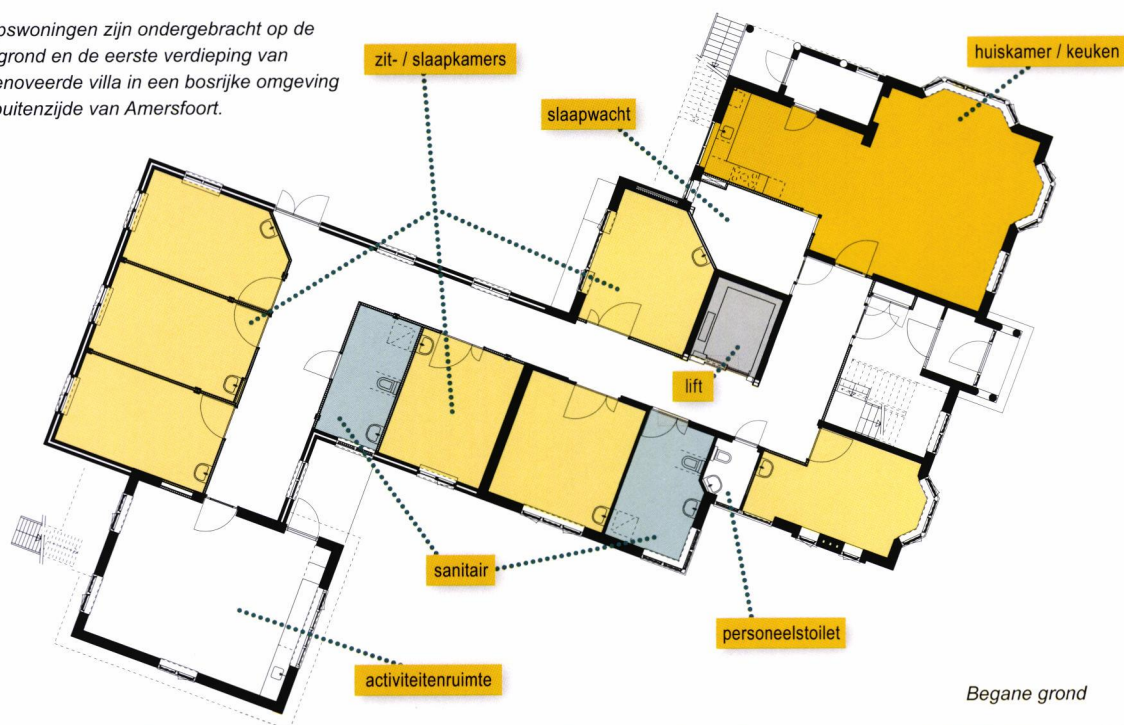 pswoningen zijn ondergebracht op de
grond en de eerste verdieping van
enoveerde villa in een bosrijke omgeving
buitenzijde van Amersfoort.
zit- / slaapkamers
huiskamer / keuken
slaapwacht
lift
sanitair
personeelstoilet
activiteitenruimte
Begane grond